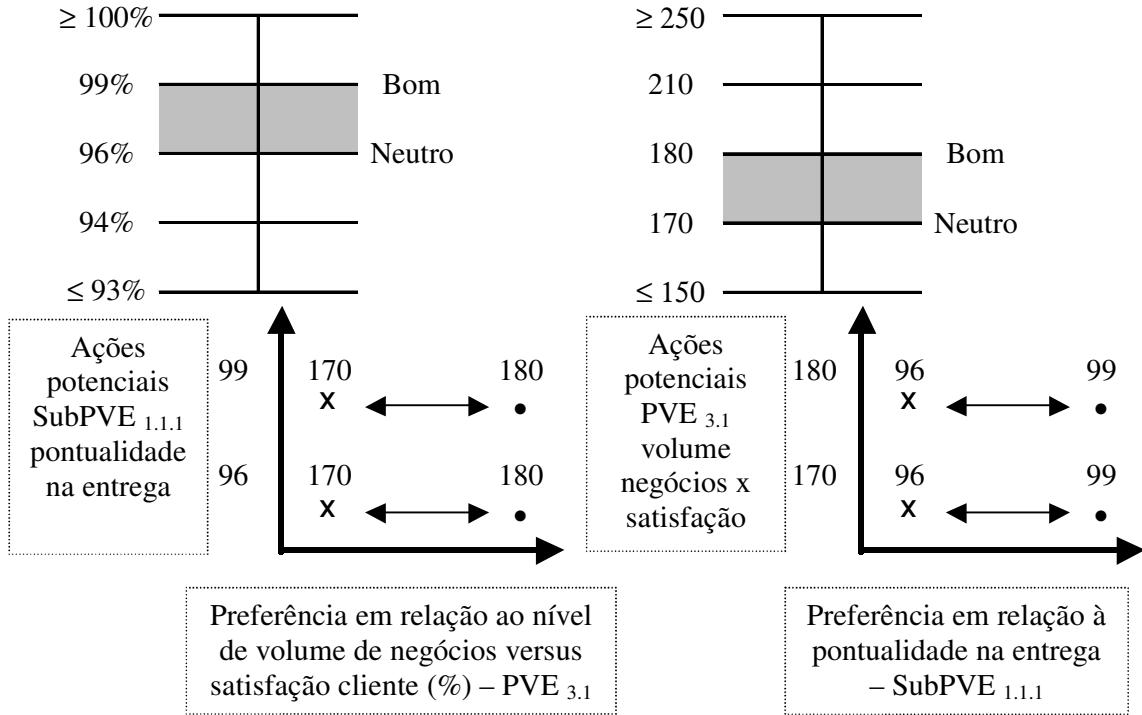 ≥ 100%
99%
Bom
96%
Neutro
94%
≤ 93%
≥ 250
210
180
Bom
170
Neutro
≤ 150
Ações
potenciais
SubPVE 1.1.1
pontualidade
na entrega
99
170
180
x
96
170
180
x
Preferência em relação ao nível
de volume de negócios versus
satisfação cliente (%) – PVE 3.1
Ações
potenciais
PVE 3.1
volume
negócios x
satisfação
180
96
99
x
170
96
99
x
Preferência em relação à
pontualidade na entrega
– SubPVE 1.1.1